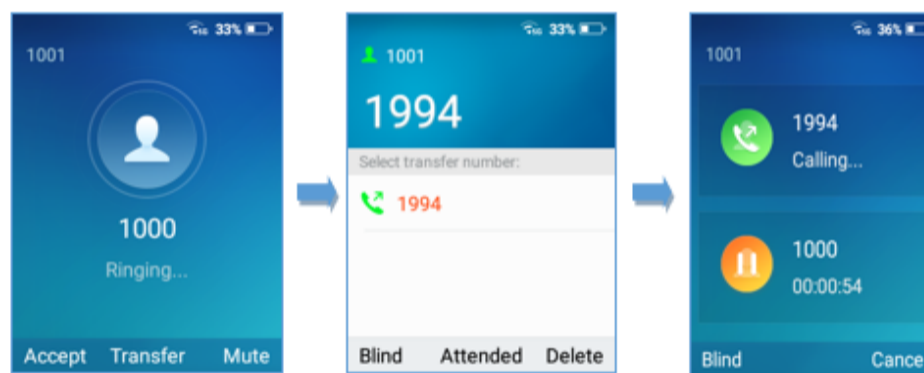 33%
1001
1000
Ringing...
Accept Transfer Mute
33%
1001
1994
Select transfer number:
1994
Blind Attended Delete
36%
1001
1994
Calling...
1000
00:00:54
Blind Cance